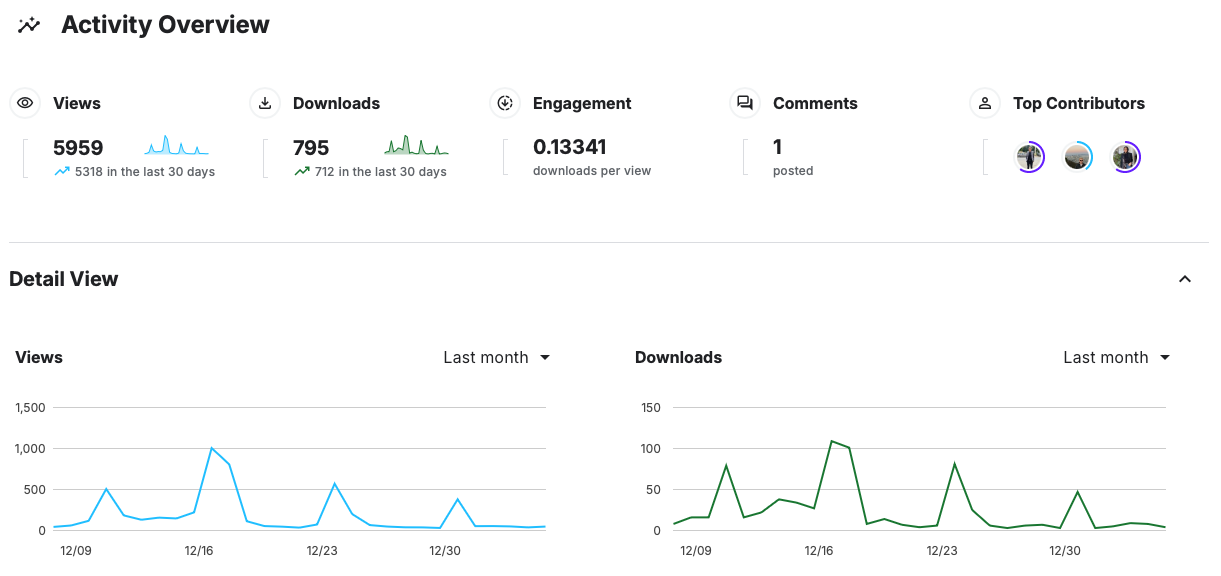 Activity Overview
Views
5959
5318 in the last 30 days
Downloads
795
712 in the last 30 days
Engagement
0.13341
downloads per view
Comments
1
posted
Top Contributors
Detail View
Views
Last month
1,500
1,000
500
0
12/09 12/16 12/23 12/30
Downloads
Last month
150
100
50
0
12/09 12/16 12/23 12/30